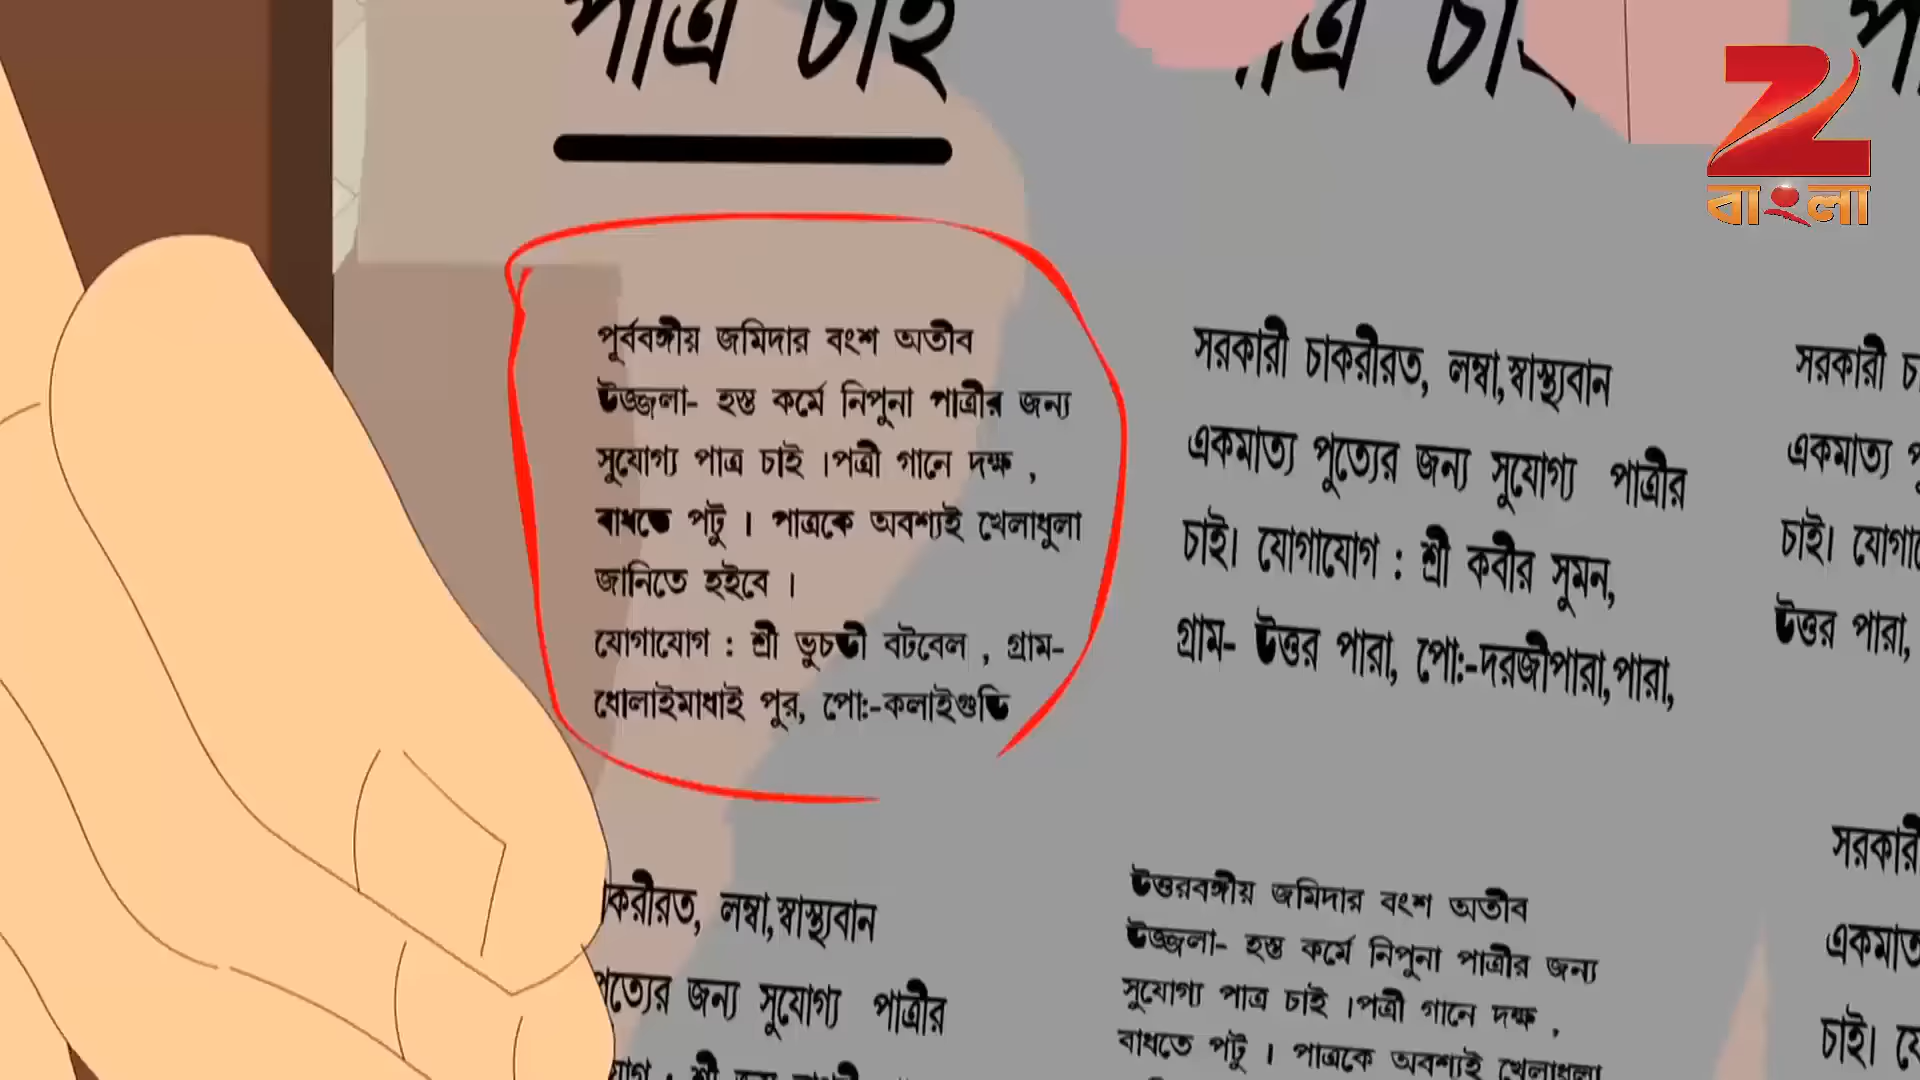 পাত্র চাই
পূর্ববঙ্গীয় জমিদার বংশ অতীব
উজ্জলা- হস্ত কর্মে নিপুনা পাত্রীর জন্য
সুযোগ্য পাত্র চাই ।পত্রী গানে দক্ষ ,
বাধতে পটু । পাত্রকে অবশ্যই খেলাধুলা
জানিতে হইবে ।
যোগাযোগ : শ্রী ভুচন্ডী বটবেল , গ্রাম-
ধোলাইমাধাই পুর, পো:-কলাইগুন্ডি
ত্র চা
সরকারী চাকরীরত, লম্বা,স্বাস্থ্যবান
একমাত্য পুত্যের জন্য সুযোগ্য পাত্রীর
চাই। যোগাযোগ : শ্রী কবীর সুমন,
গ্রাম- উত্তর পারা, পো:-দরজীপারা,পারা,
সরকারী চ
একমাত্য
চাই। যোগা
উত্তর পারা,
করীরত, লম্বা,স্বাস্থ্যবান
ত্যের জন্য সুযোগ্য পাত্রীর
উত্তরবঙ্গীয় জমিদার বংশ অতীব
উজ্জলা- হস্ত কর্মে নিপুনা পাত্রীর জন্য
সুযোগ্য পাত্র চাই ।পত্রী গানে দক্ষ ,
বাধতে পটু । পাত্রকে অবশ্যই খেলাধুলা
সরকারী
একমাত
চাই। যে
বাংলা